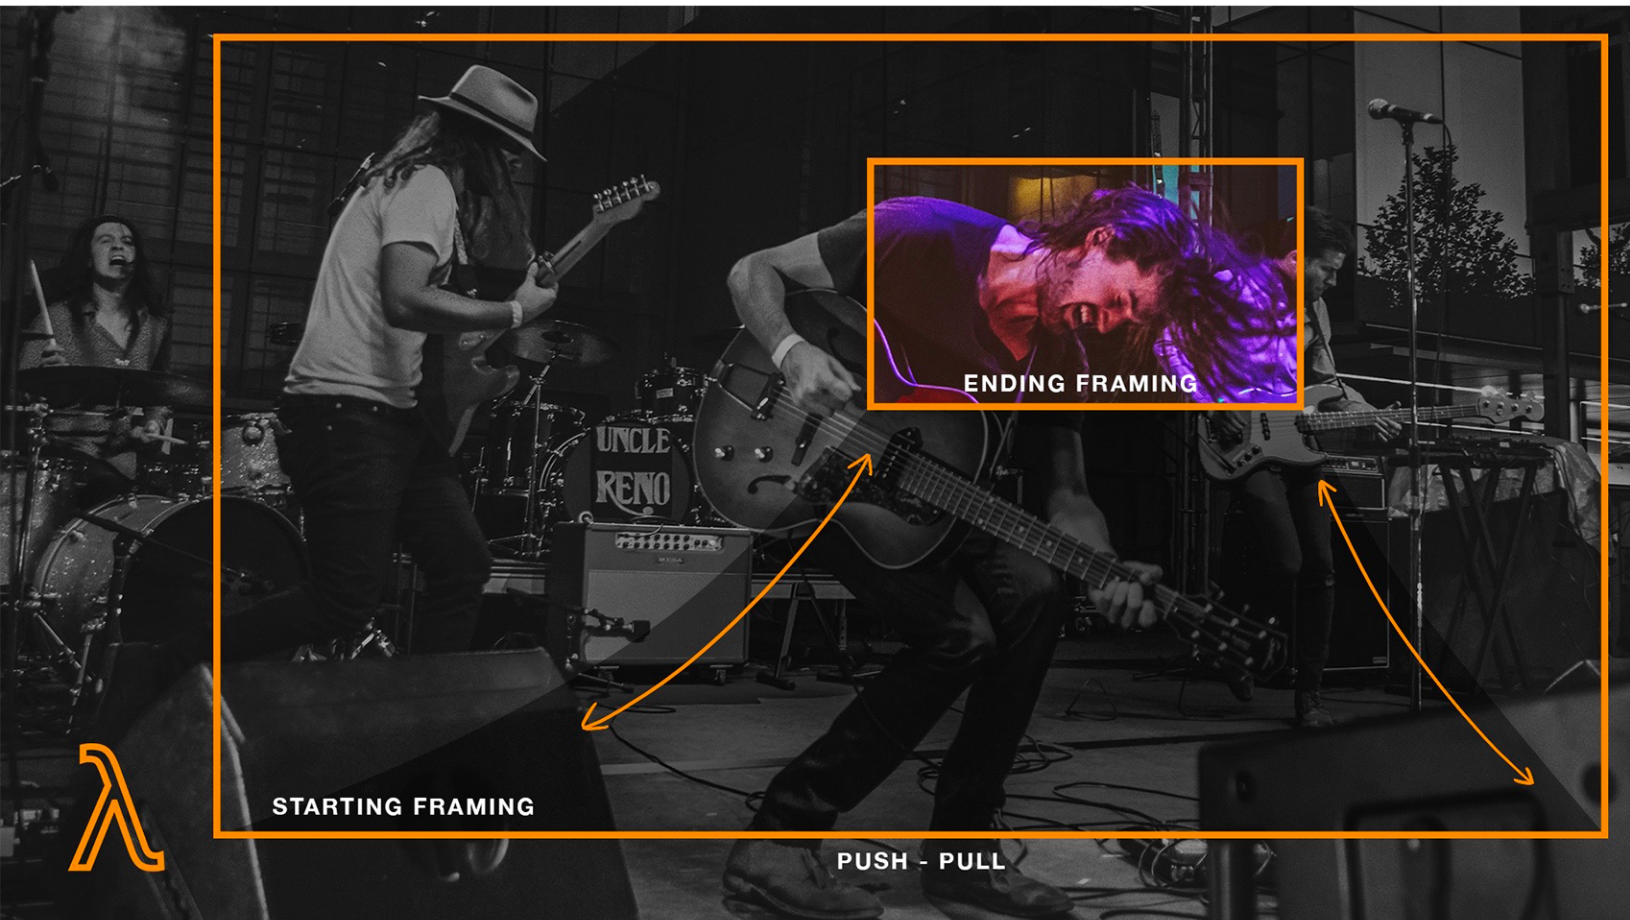 ENDING FRAMING
UNCLE
RENO
STARTING FRAMING
PUSH - PULL
λ